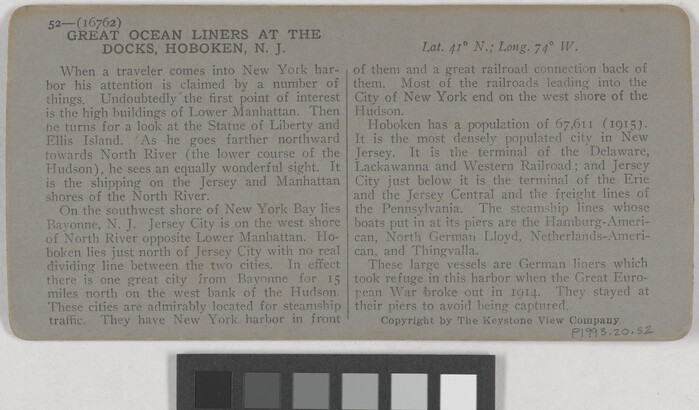 52—(16762)
GREAT OCEAN LINERS AT THE
DOCKS, HOBOKEN, N. J.
When a traveler comes into New York har-
bor his attention is claimed by a number of
things. Undoubtedly the first point of interest
is the high buildings of Lower Manhattan. Then
he turns for a look at the Statue of Liberty and
Ellis Island. As he goes farther northward
towards North River (the lower course of the
Hudson), he sees an equally wonderful sight. It
is the shipping on the Jersey and Manhattan
shores of the North River.
On the southwest shore of New York Bay lies
Bayonne, N. J. Jersey City is on the west shore
of North River opposite Lower Manhattan. Ho-
boken lies just north of Jersey City with no real
dividing line between the two cities. In effect
there is one great city from Bayonne for 15
miles north on the west bank of the Hudson.
These cities are admirably located for steamship
traffic. They have New York harbor in front
Lat. 41° N.; Long. 74° W.
of them and a great railroad connection back of
them. Most of the railroads leading into the
City of New York end on the west shore of the
Hudson.
Hoboken has a population of 67,611 (1915).
It is the most densely populated city in New
Jersey. It is the terminal of the Delaware,
Lackawanna and Western Railroad; and Jersey
City just below it is the terminal of the Erie
and the Jersey Central and the freight lines of
the Pennsylvania. The steamship lines whose
boats put in at its piers are the Hamburg-Ameri-
can, North German Lloyd, Netherlands-Ameri-
can, and Thingvalla.
These large vessels are German liners which
took refuge in this harbor when the Great Euro-
pean War broke out in 1914. They stayed at
their piers to avoid being captured.
Copyright by The Keystone View Company
P1993.20.52